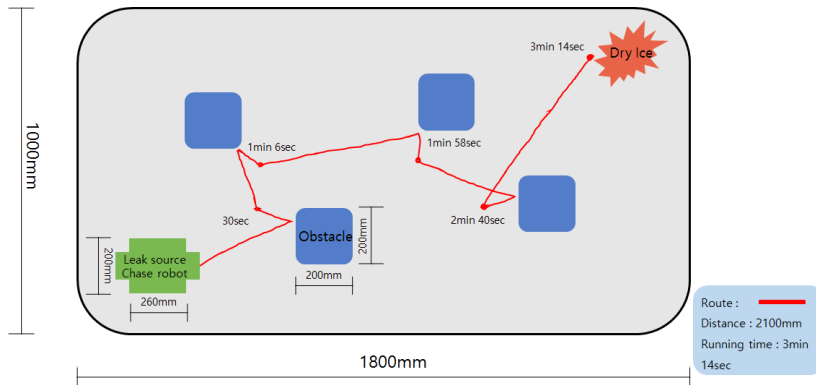 3min 14sec
Dry Ice
1min 6sec
1min 58sec
1000mm
30sec
2min 40sec
Obstacle
200mm
200mm
Leak source
Chase robot
200mm
260mm
1800mm
Route :
Distance : 2100mm
Running time : 3min
14sec